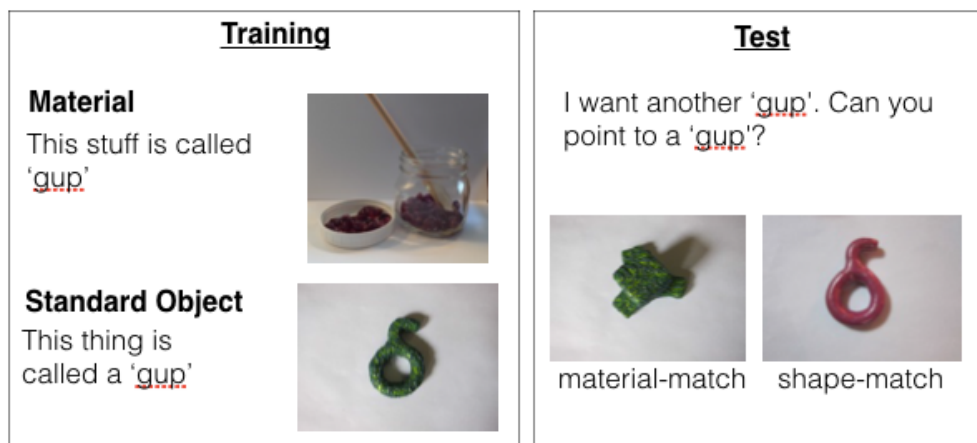 Training
Material
This stuff is called
‘gup’
Standard Object
This thing is
called a ‘gup’
Test
I want another ‘gup'. Can you
point to a ‘gup'?
material-match
shape-match